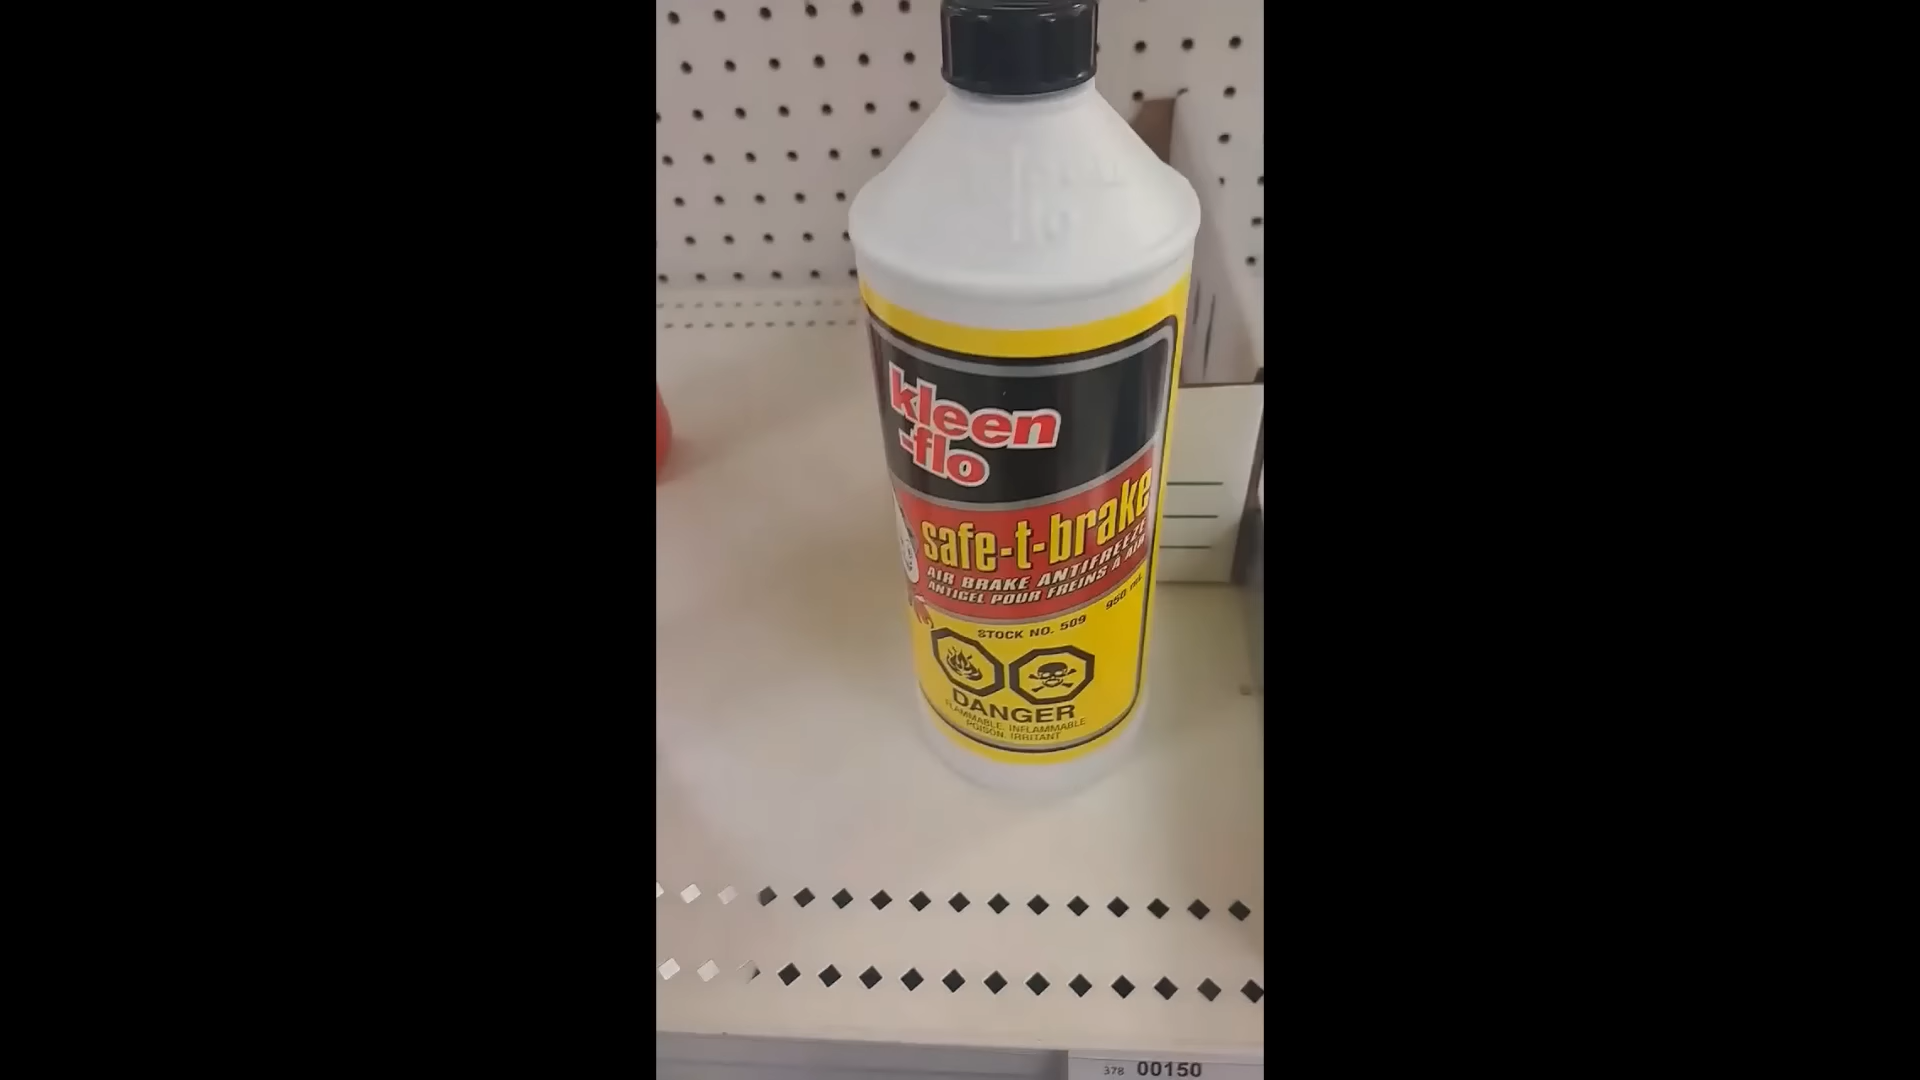 kleen
-flo
safe-t-brake
AIR BRAKE ANTIFREEZE
ANTIGEL POUR FREINS À AIR
950 mL
STOCK NO. 509
DANGER
FLAMMABLE. INFLAMMABLE
POISON. IRRITANT
378 00150